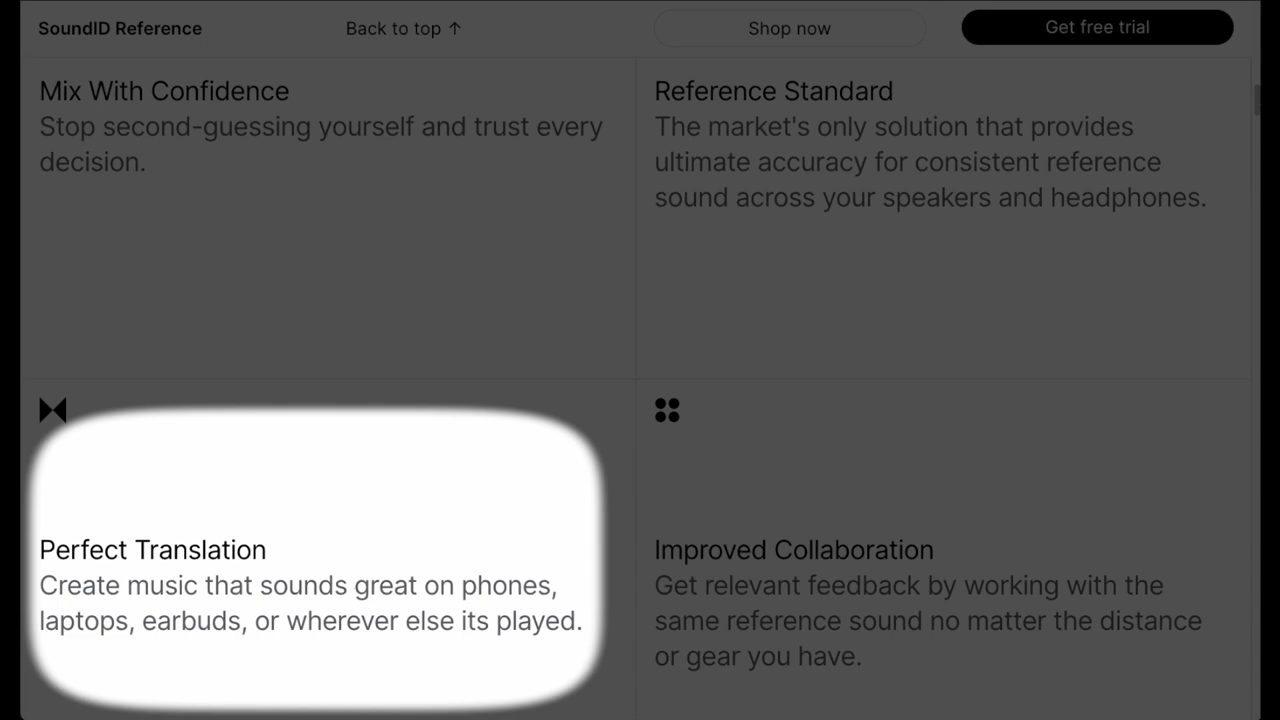 SoundID Reference
Back to top ↑
Shop now
Get free trial
Mix With Confidence
Stop second-guessing yourself and trust every
decision.
Reference Standard
The market's only solution that provides
ultimate accuracy for consistent reference
sound across your speakers and headphones.
Perfect Translation
Create music that sounds great on phones,
laptops, earbuds, or wherever else its played.
Improved Collaboration
Get relevant feedback by working with the
same reference sound no matter the distance
or gear you have.